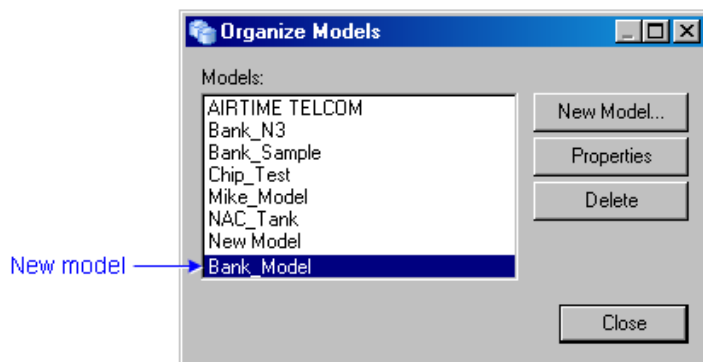 Organize Models
Models:
AIRTIME TELCOM
Bank_N3
Bank_Sample
Chip_Test
Mike_Model
NAC_Tank
New Model
Bank_Model
New Model...
Properties
Delete
New model
Close